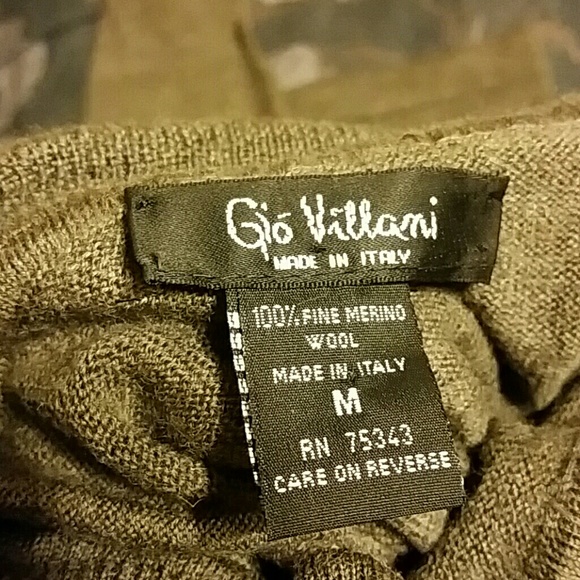 Gió Villani
MADE IN ITALY
100% FINE MERINO
WOOL
MADE IN ITALY
M
RN 75343
CARE ON REVERSE